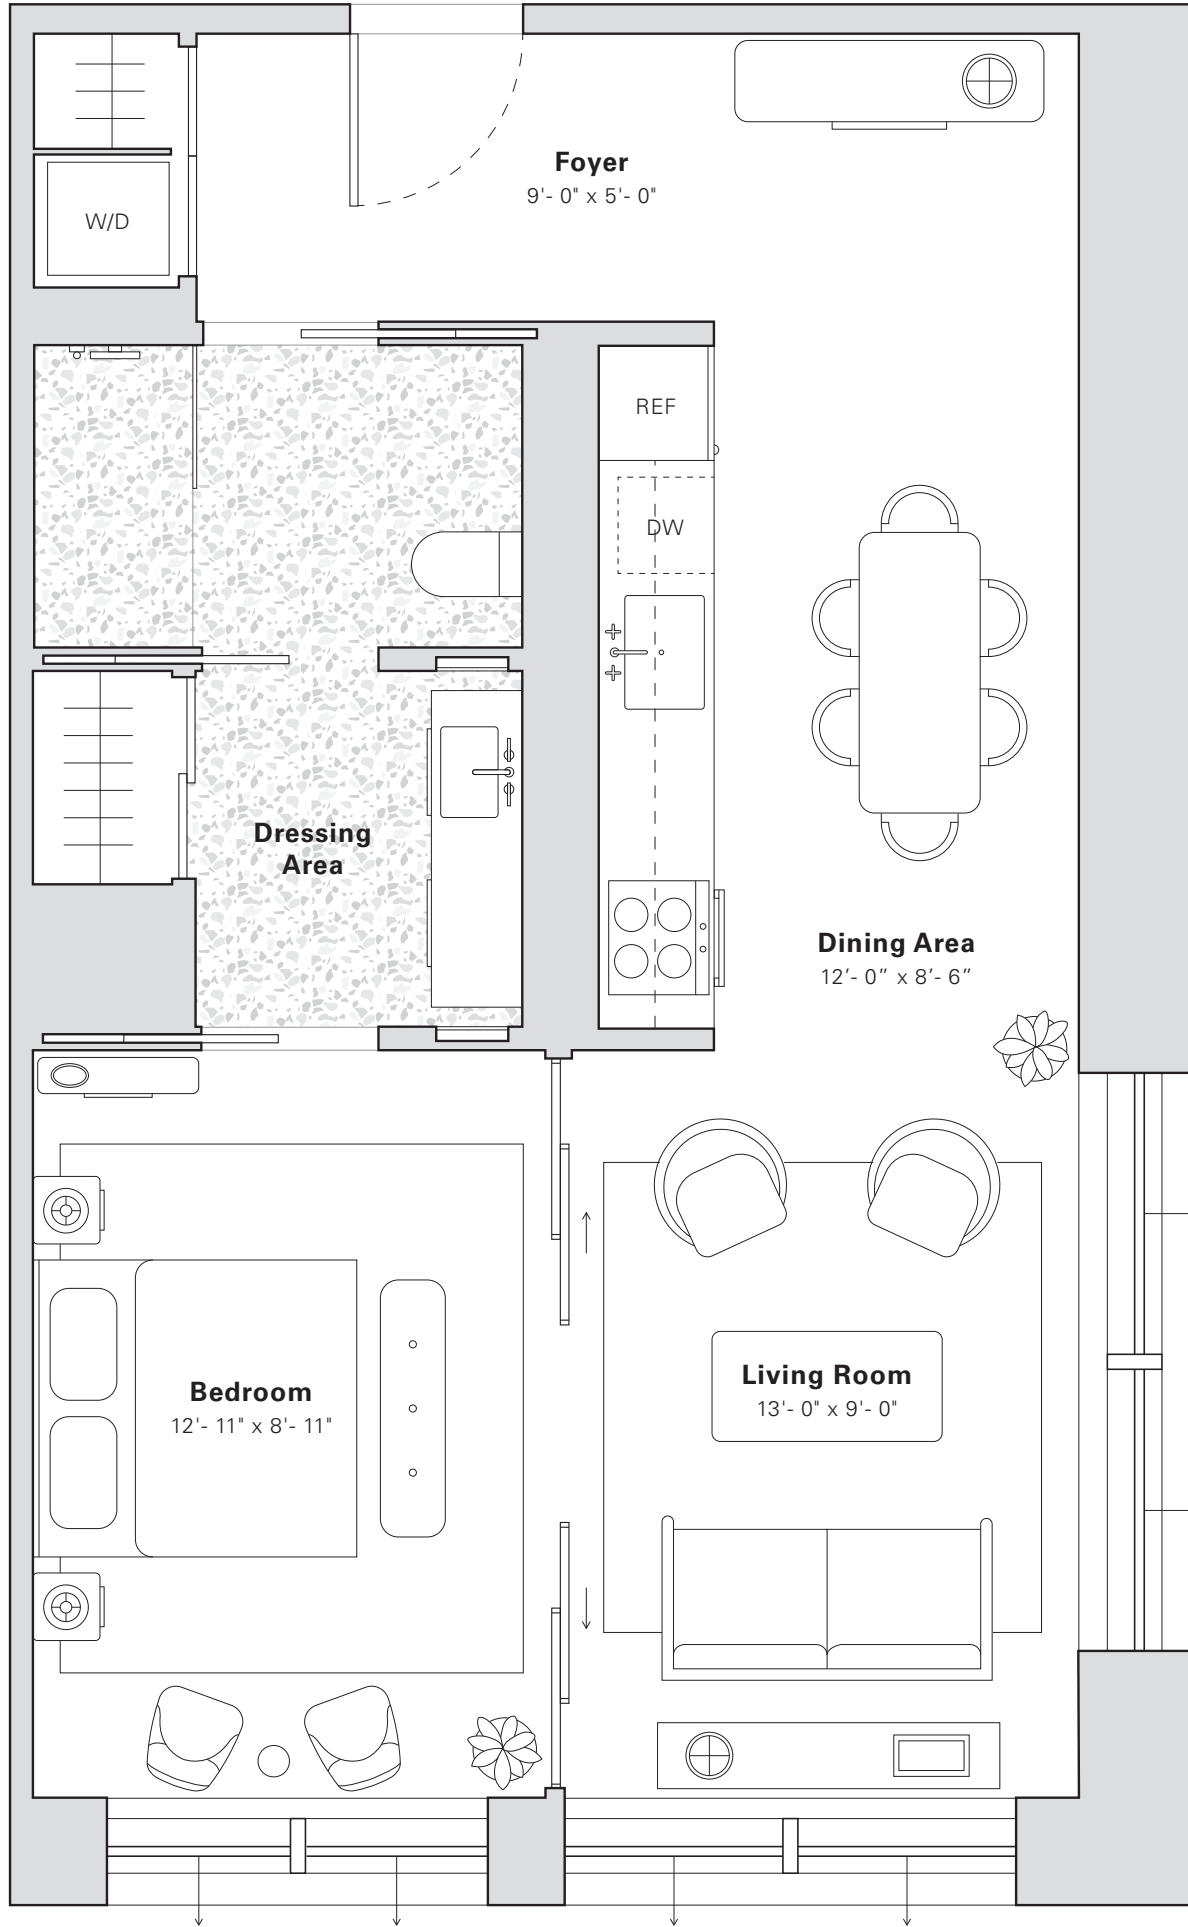 Foyer
9'- 0" x 5'- 0"
W/D
REF
DW
Dressing
Area
Dining Area
12’- 0” x 8’- 6”
Bedroom
12'- 11" x 8'- 11"
Living Room
13'- 0" x 9'- 0"